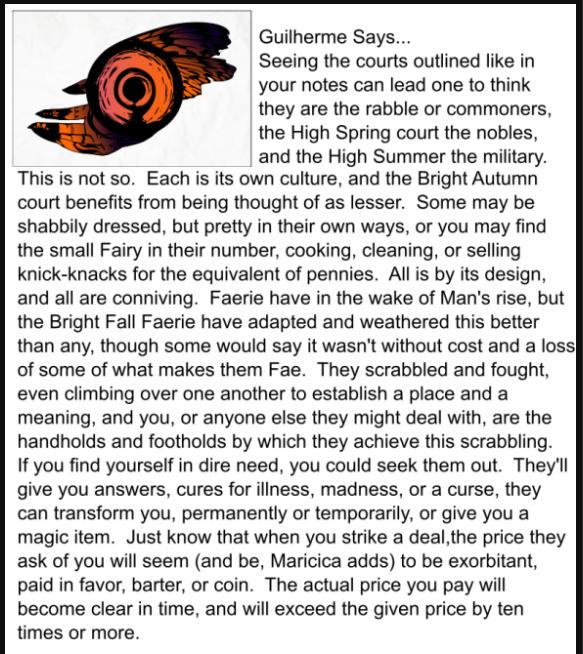 Guilherme Says...
Seeing the courts outlined like in
your notes can lead one to think
they are the rabble or commoners,
the High Spring court the nobles,
and the High Summer the military.
This is not so.  Each is its own culture, and the Bright Autumn
court benefits from being thought of as lesser.  Some may be
shabbily dressed, but pretty in their own ways, or you may find
the small Fairy in their number, cooking, cleaning, or selling
knick-knacks for the equivalent of pennies.  All is by its design,
and all are conniving.  Faerie have in the wake of Man's rise, but
the Bright Fall Faerie have adapted and weathered this better
than any, though some would say it wasn't without cost and a loss
of some of what makes them Fae.  They scrabbled and fought,
even climbing over one another to establish a place and a
meaning, and you, or anyone else they might deal with, are the
handholds and footholds by which they achieve this scrabbling.
If you find yourself in dire need, you could seek them out.  They'll
give you answers, cures for illness, madness, or a curse, they
can transform you, permanently or temporarily, or give you a
magic item.  Just know that when you strike a deal,the price they
ask of you will seem (and be, Maricica adds) to be exorbitant,
paid in favor, barter, or coin.  The actual price you pay will
become clear in time, and will exceed the given price by ten
times or more.